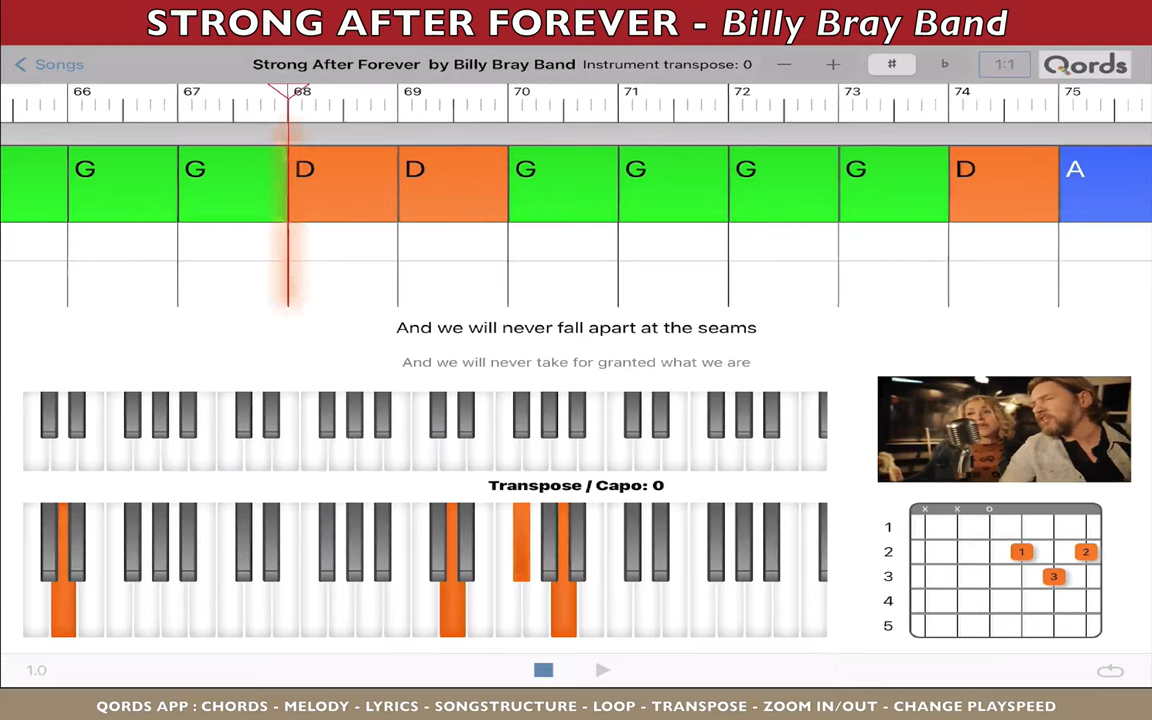 STRONG AFTER FOREVER - Billy Bray Band
Songs
Strong After Forever by Billy Bray Band Instrument transpose: 0 − + # b 1:1 Qords
66 67 68 69 70 71 72 73 74 75
G G D D G G G G D A
And we will never fall apart at the seams
And we will never take for granted what we are
Transpose / Capo: 0
x x o
1
2 1 2
3 3
4
5
1.0
QORDS APP : CHORDS - MELODY - LYRICS - SONGSTRUCTURE - LOOP - TRANSPOSE - ZOOM IN/OUT - CHANGE PLAYSPEED